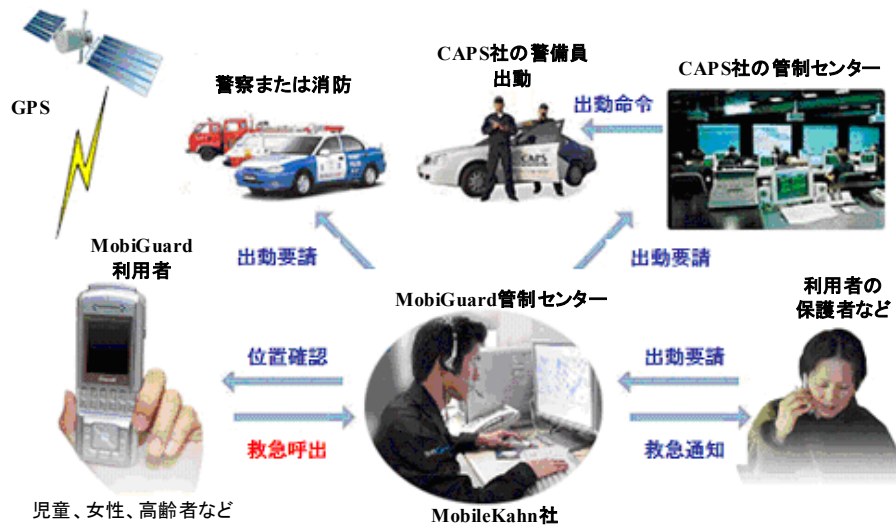 GPS
警察または消防
CAPS社の警備員
出動
出動命令
CAPS社の管制センター
CAPS
MobiGuard
利用者
出動要請
出動要請
MobiGuard管制センター
利用者の
保護者など
位置確認
救急呼出
出動要請
救急通知
児童、女性、高齢者など
MobileKahn社